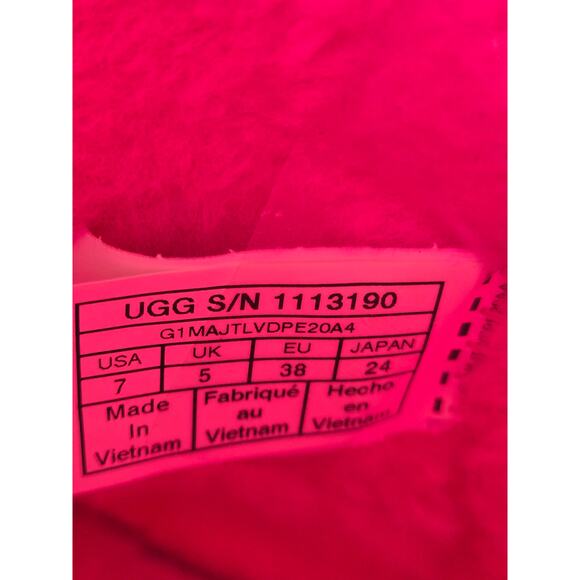 UGG S/N 1113190
G1MAJTLVDPE20A4
USA UK EU JAPAN
7 5 38 24
Made In Vietnam
Fabriqué au Vietnam
Hecho en Vietnam